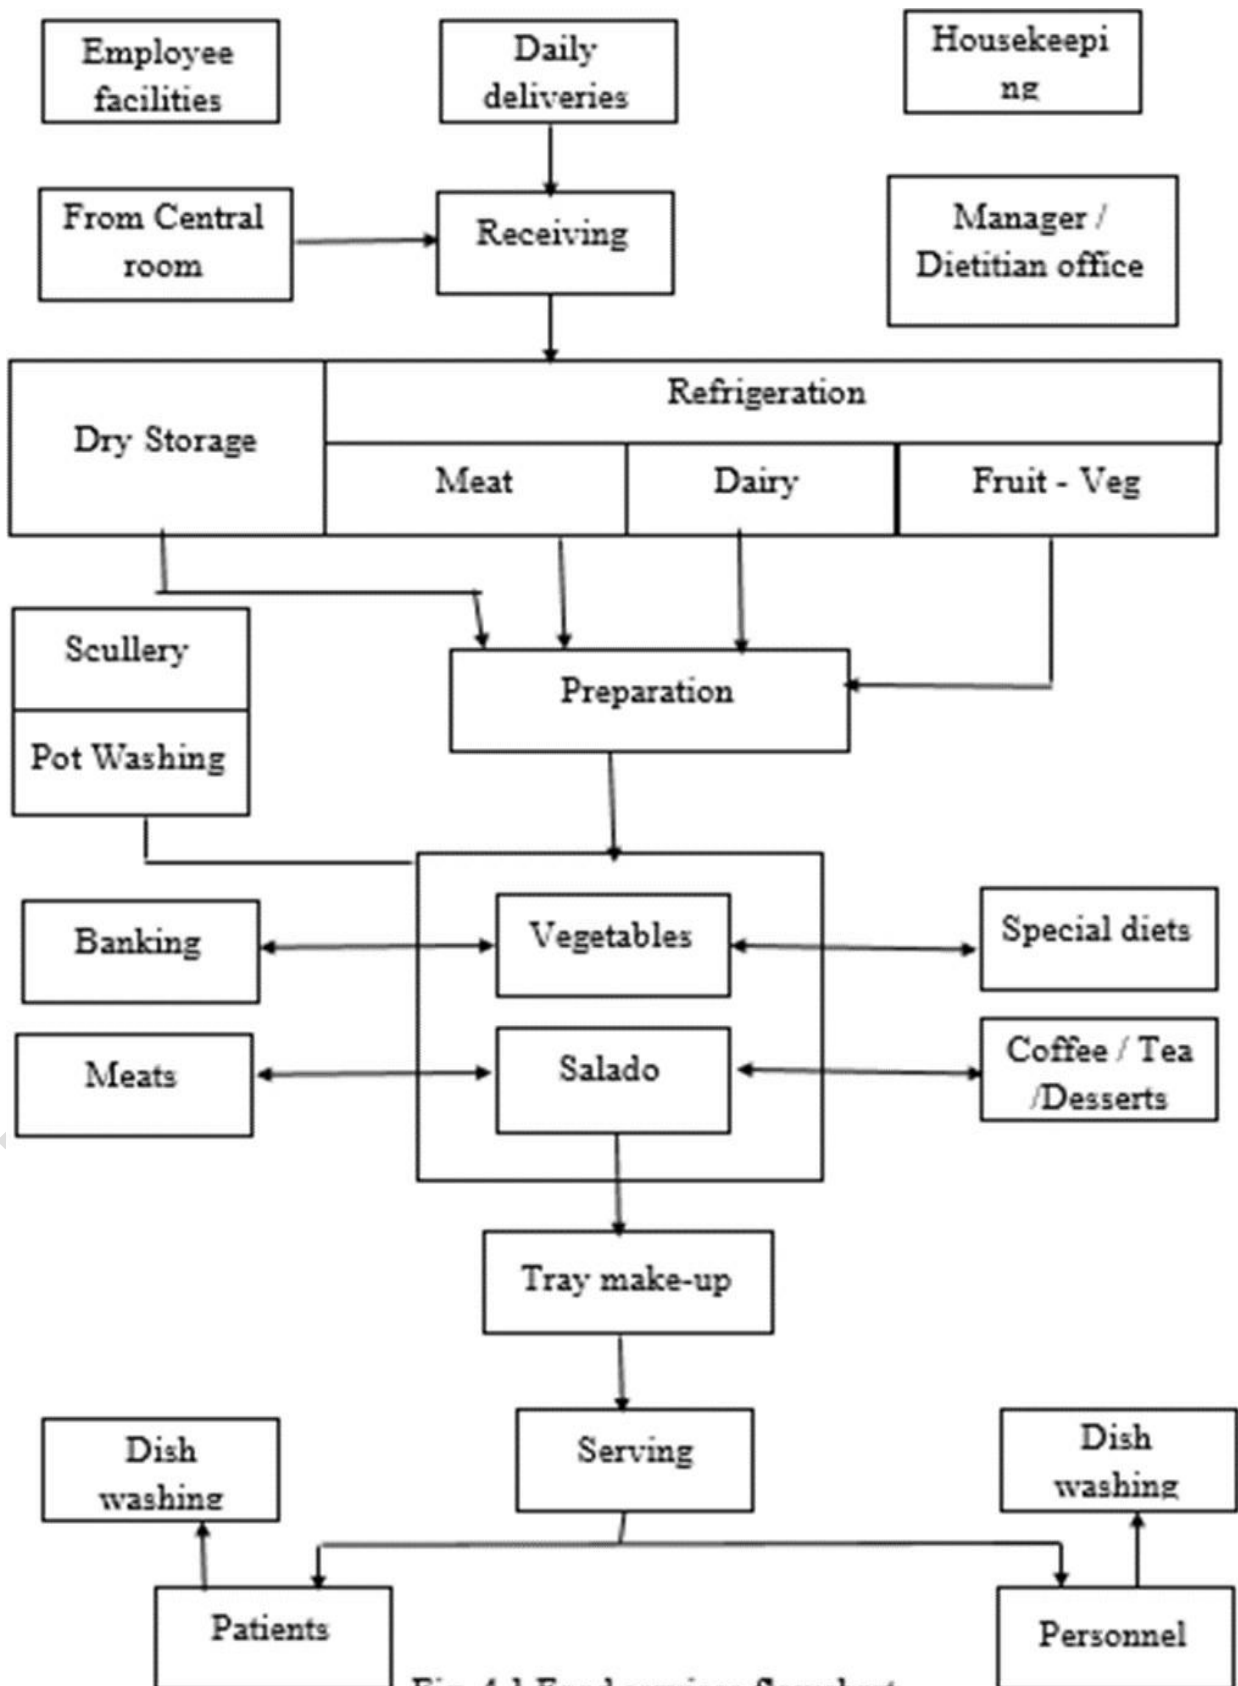 Employee
facilities
Daily
deliveries
Housekeepi
ng
From Central
room
Receiving
Manager /
Dietitian office
Dry Storage
Refrigeration
Meat
Dairy
Fruit - Veg
Scullery
Pot Washing
Preparation
Banking
Vegetables
Special diets
Meats
Salado
Coffee / Tea
/Desserts
Tray make-up
Dish
washing
Serving
Dish
washing
Patients
Personnel